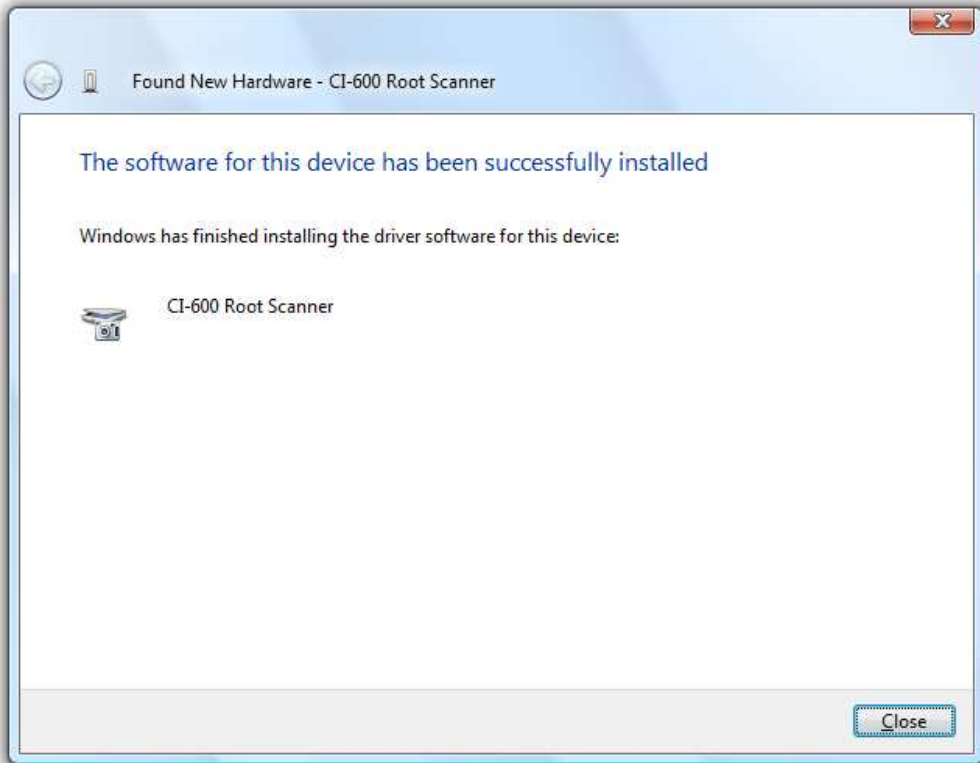 Found New Hardware - CI-600 Root Scanner
The software for this device has been successfully installed
Windows has finished installing the driver software for this device:
CI-600 Root Scanner
Close